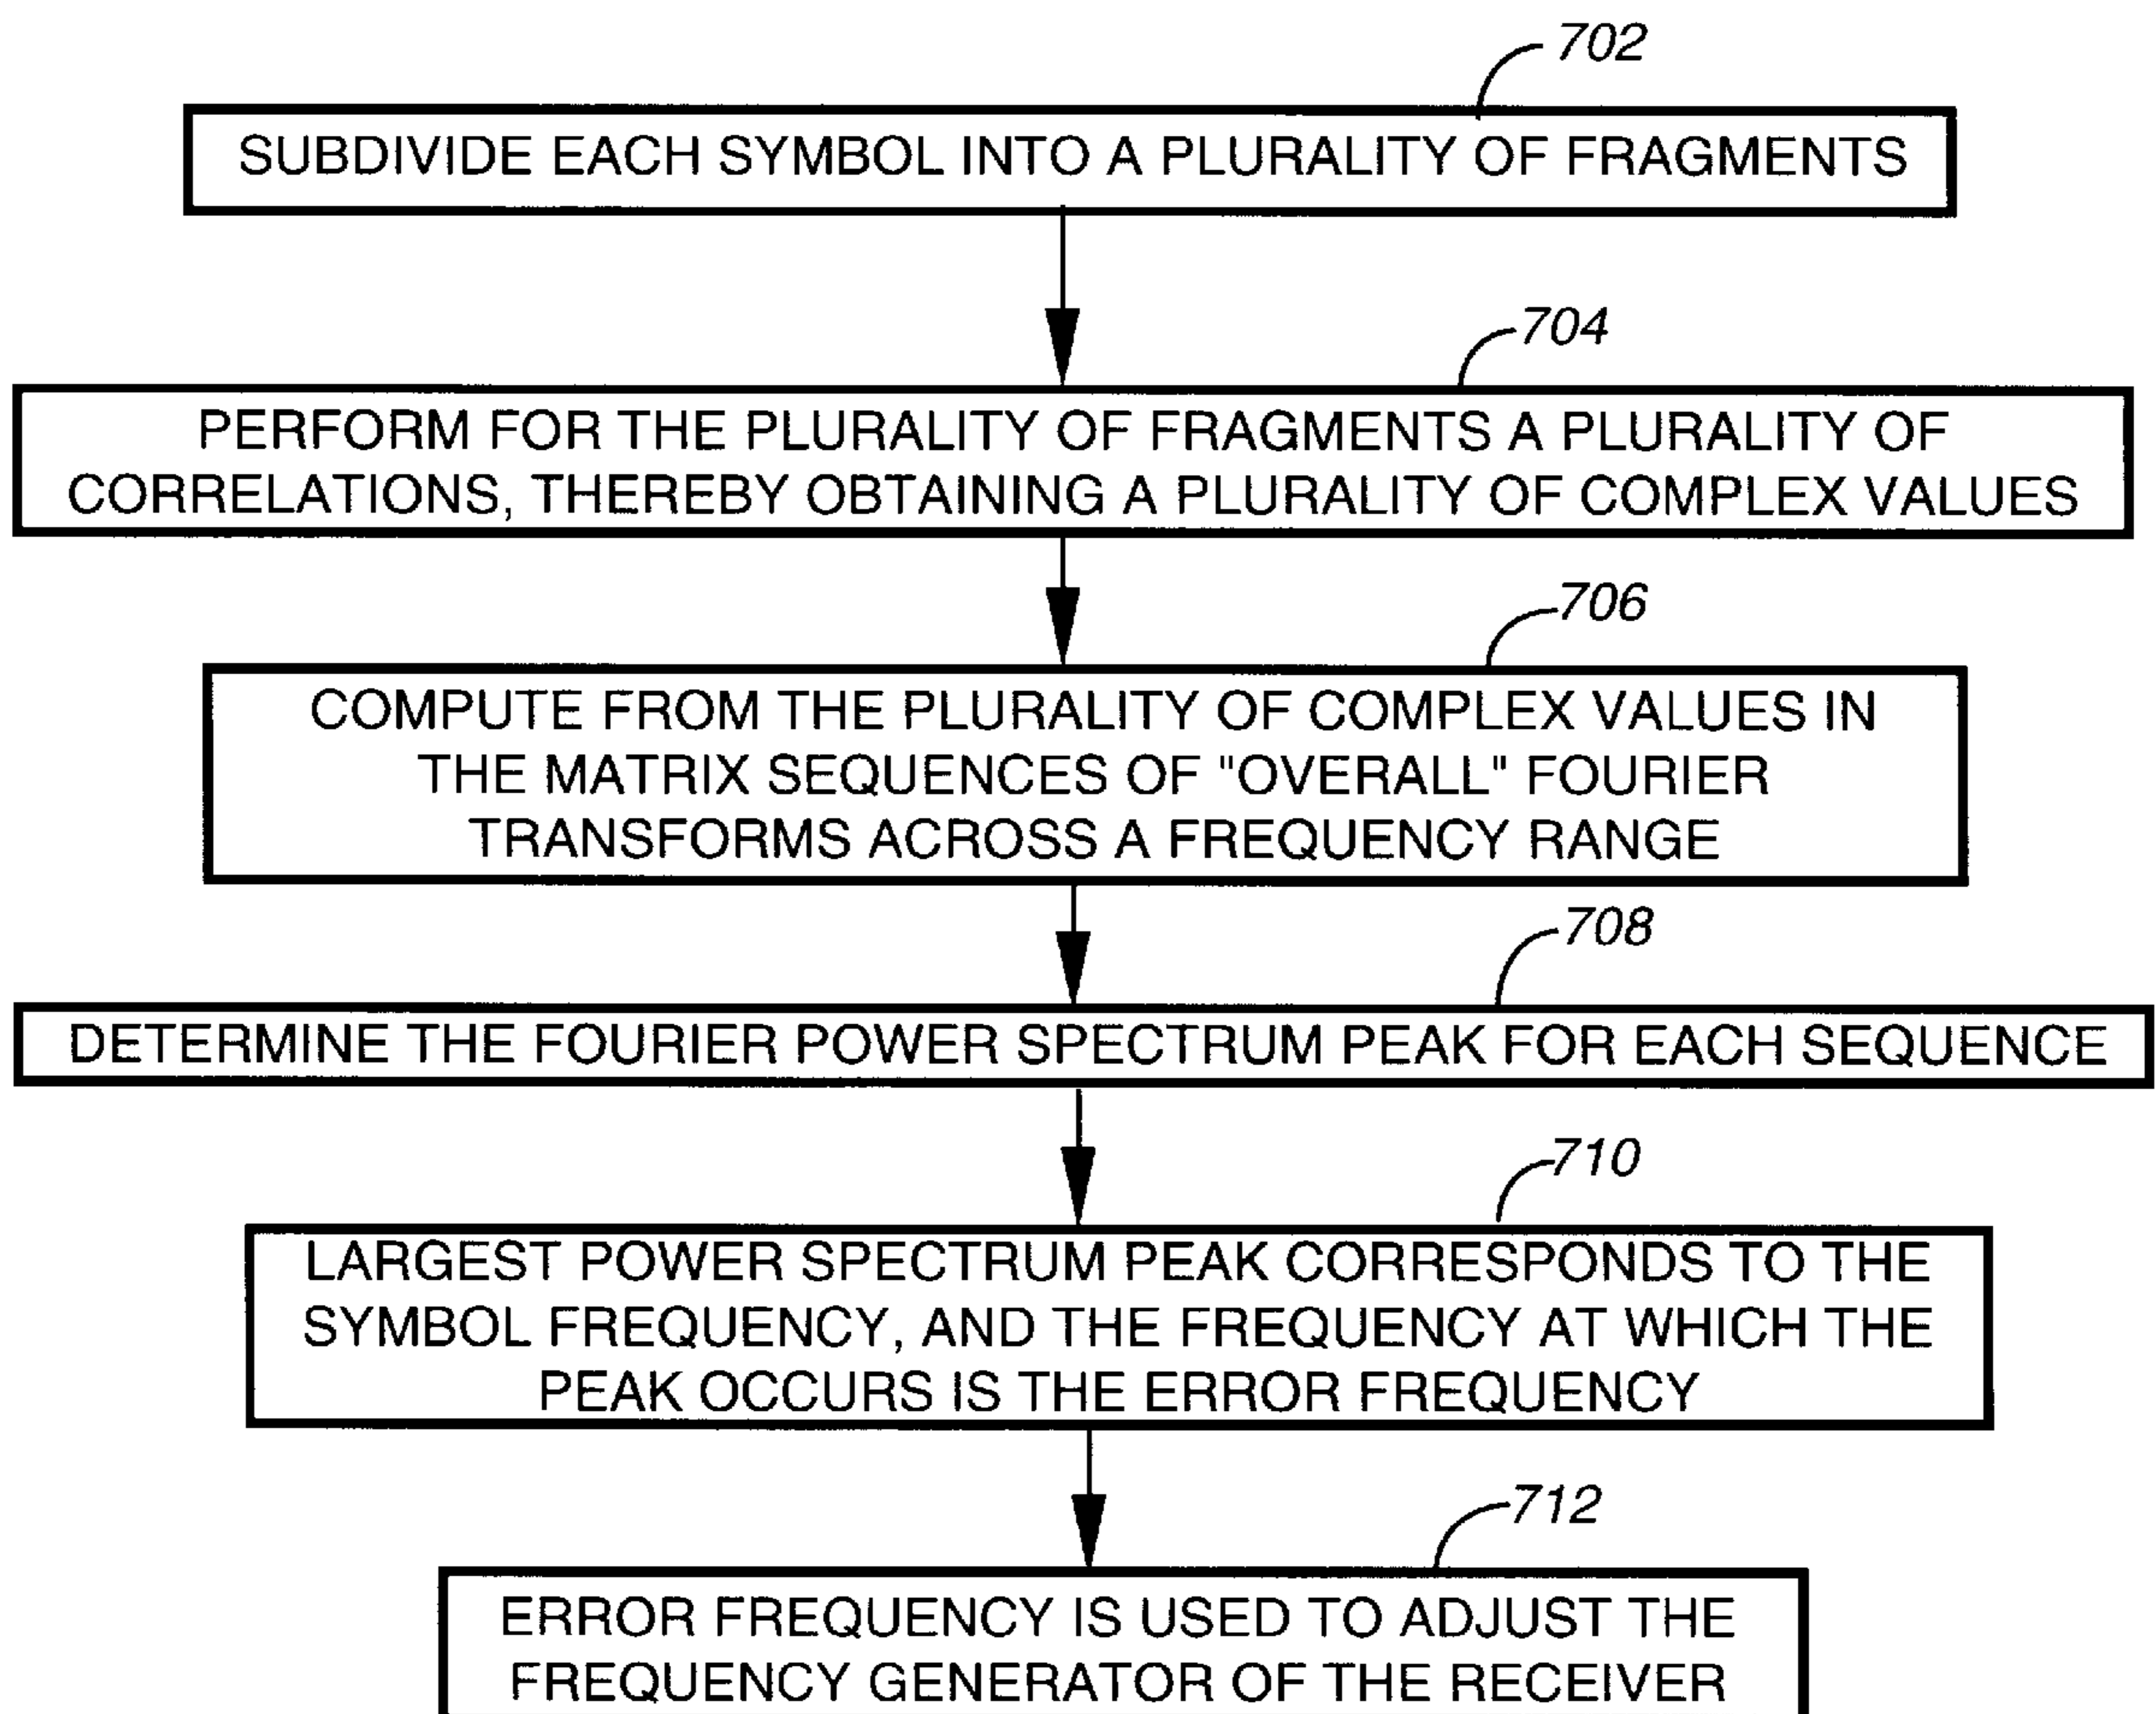 702
SUBDIVIDE EACH SYMBOL INTO A PLURALITY OF FRAGMENTS
704
PERFORM FOR THE PLURALITY OF FRAGMENTS A PLURALITY OF
CORRELATIONS, THEREBY OBTAINING A PLURALITY OF COMPLEX VALUES
706
COMPUTE FROM THE PLURALITY OF COMPLEX VALUES IN
THE MATRIX SEQUENCES OF "OVERALL" FOURIER
TRANSFORMS ACROSS A FREQUENCY RANGE
708
DETERMINE THE FOURIER POWER SPECTRUM PEAK FOR EACH SEQUENCE
710
LARGEST POWER SPECTRUM PEAK CORRESPONDS TO THE
SYMBOL FREQUENCY, AND THE FREQUENCY AT WHICH THE
PEAK OCCURS IS THE ERROR FREQUENCY
712
ERROR FREQUENCY IS USED TO ADJUST THE
FREQUENCY GENERATOR OF THE RECEIVER